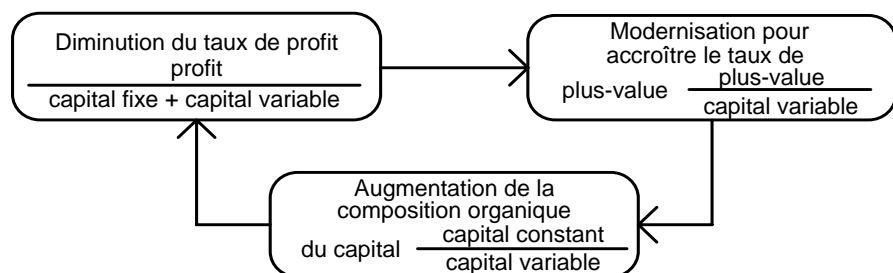 Diminution du taux de profit
profit
capital fixe + capital variable
Modernisation pour
accroître le taux de
plus-value plus-value
capital variable
Augmentation de la
composition organique
du capital capital constant
capital variable